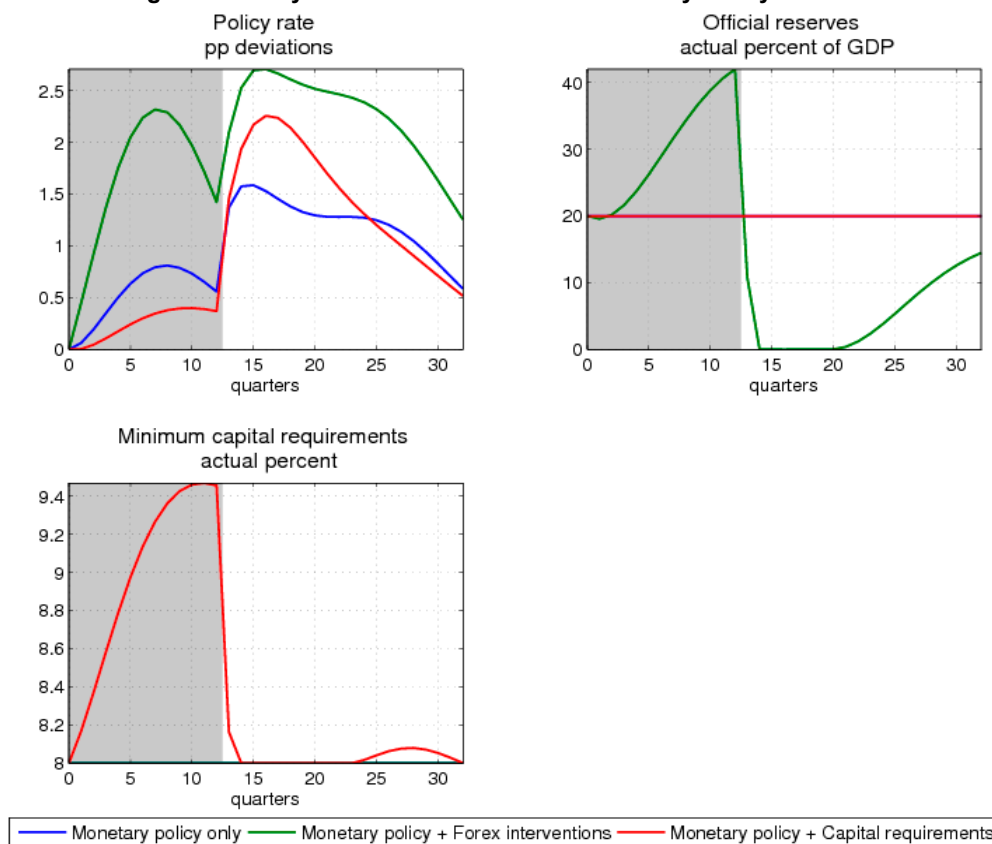 Policy rate
pp deviations
2.5
2
1.5
1
0.5
0
0 5 10 15 20 25 30
quarters
Official reserves
actual percent of GDP
40
30
20
10
0
0 5 10 15 20 25 30
quarters
Minimum capital requirements
actual percent
9.4
9.2
9
8.8
8.6
8.4
8.2
8
0 5 10 15 20 25 30
quarters
Monetary policy only Monetary policy + Forex interventions Monetary policy + Capital requirements